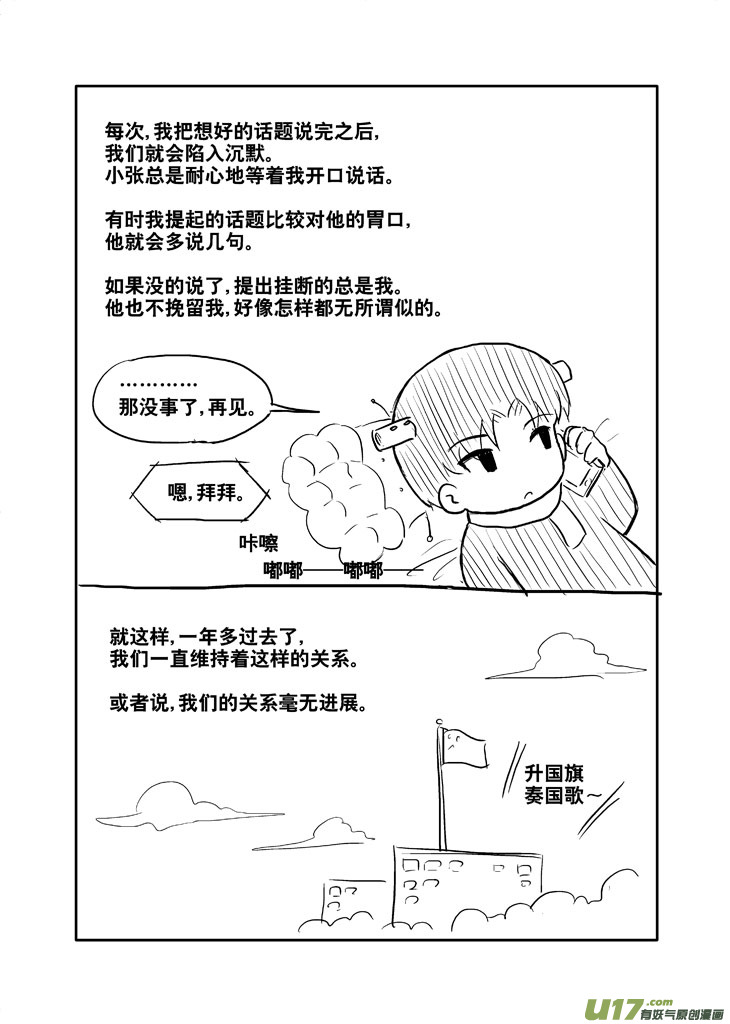 每次,我把想好的话题说完之后,
我们就会陷入沉默。
小张总是耐心地等着我开口说话。
有时我提起的话题比较对他的胃口,
他就会多说几句。
如果没的说了,提出挂断的总是我。
他也不挽留我,好像怎样都无所谓似的。
…………
那没事了,再见。
嗯,拜拜。
咔嚓
嘟嘟——嘟嘟——
就这样,一年多过去了,
我们一直维持着这样的关系。
或者说,我们的关系毫无进展。
升国旗
奏国歌～
U17.com
有妖气原创漫画